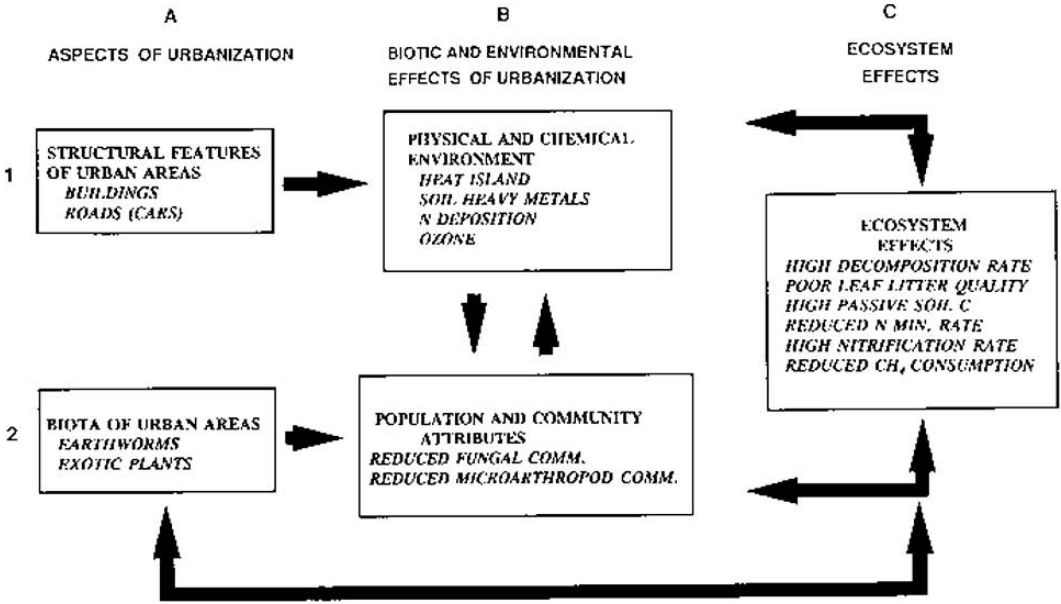 A
B
C
ASPECTS OF URBANIZATION
BIOTIC AND ENVIRONMENTAL
EFFECTS OF URBANIZATION
ECOSYSTEM
EFFECTS
1
STRUCTURAL FEATURES
OF URBAN AREAS
BUILDINGS
ROADS (CARS)
PHYSICAL AND CHEMICAL
ENVIRONMENT
HEAT ISLAND
SOIL HEAVY METALS
N DEPOSITION
OZONE
ECOSYSTEM
EFFECTS
HIGH DECOMPOSITION RATE
POOR LEAF LITTER QUALITY
HIGH PASSIVE SOIL C
REDUCED N MIN. RATE
HIGH NITRIFICATION RATE
REDUCED CH₄ CONSUMPTION
2
BIOTA OF URBAN AREAS
EARTHWORMS
EXOTIC PLANTS
POPULATION AND COMMUNITY
ATTRIBUTES
REDUCED FUNGAL COMM.
REDUCED MICROARTHROPOD COMM.